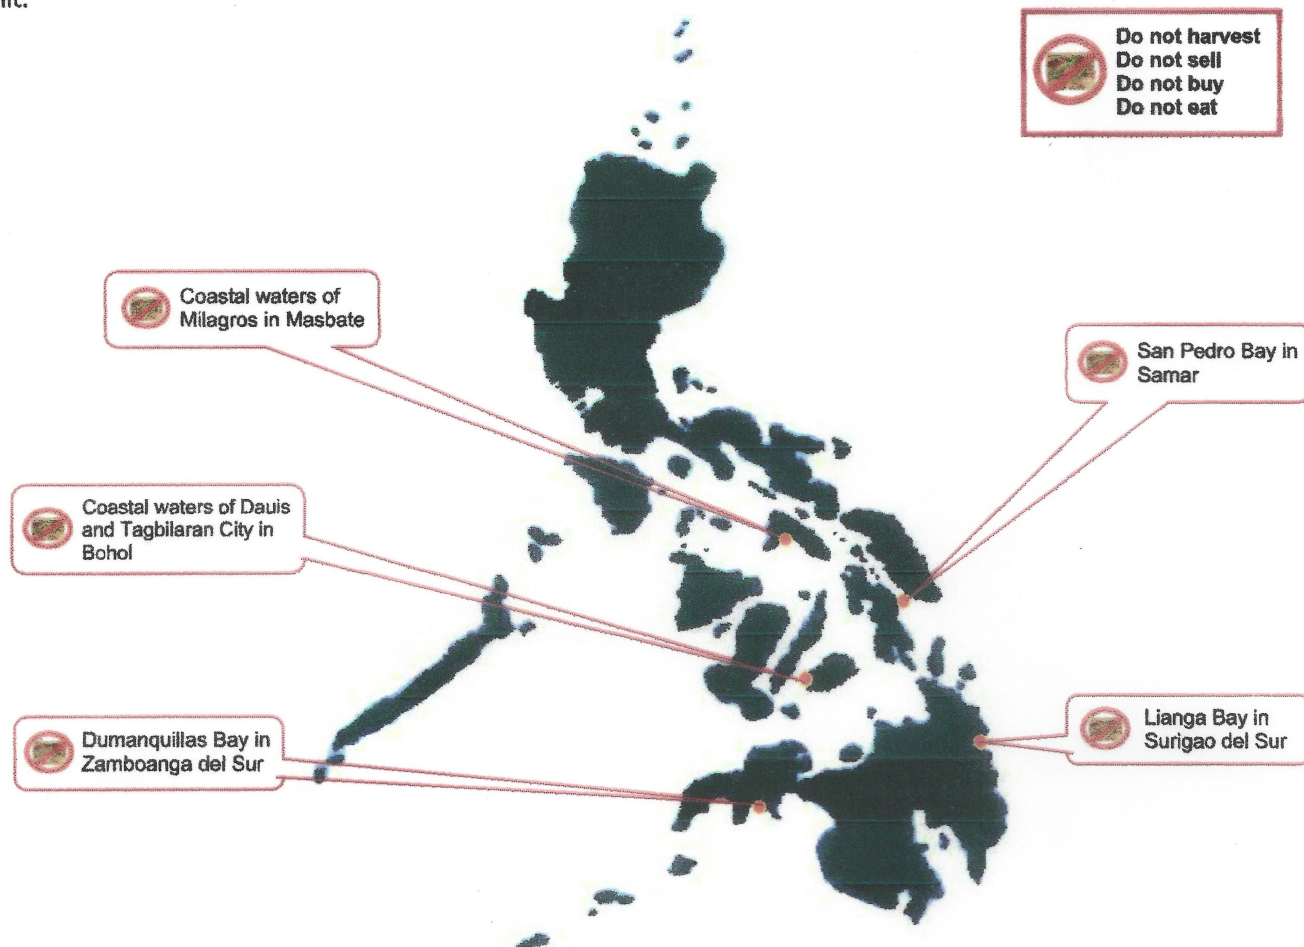 Do not harvest
Do not sell
Do not buy
Do not eat
Coastal waters of
Milagros in Masbate
San Pedro Bay in
Samar
Coastal waters of Dauis
and Tagbilaran City in
Bohol
Dumanquillas Bay in
Zamboanga del Sur
Lianga Bay in
Surigao del Sur